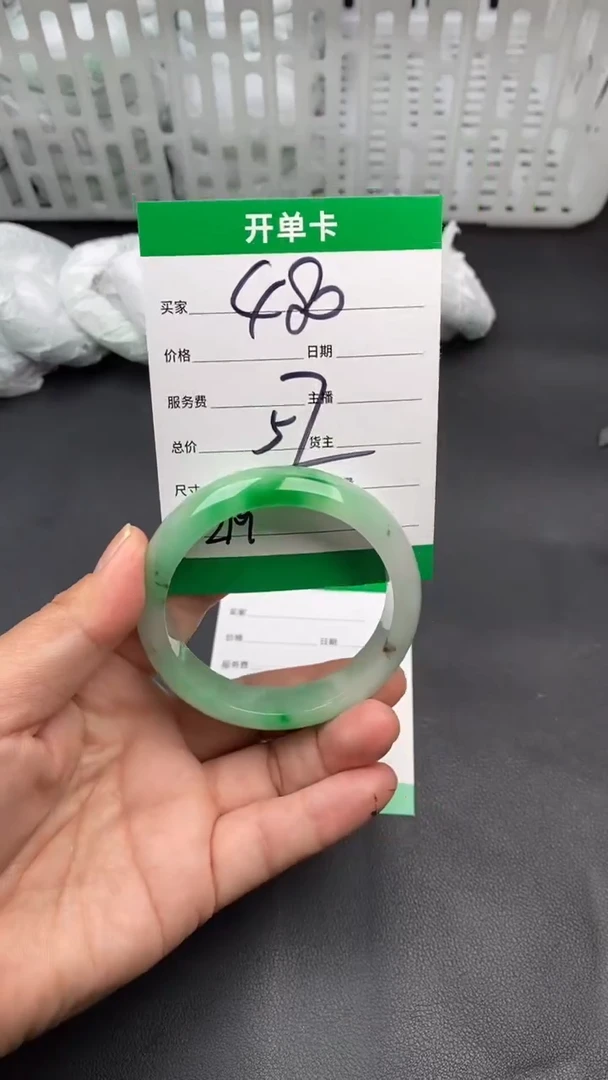 开单卡
买家 480
价格 日期
服务费 主播
总价 57 货主
尺寸
买家
价格 日期
服务费